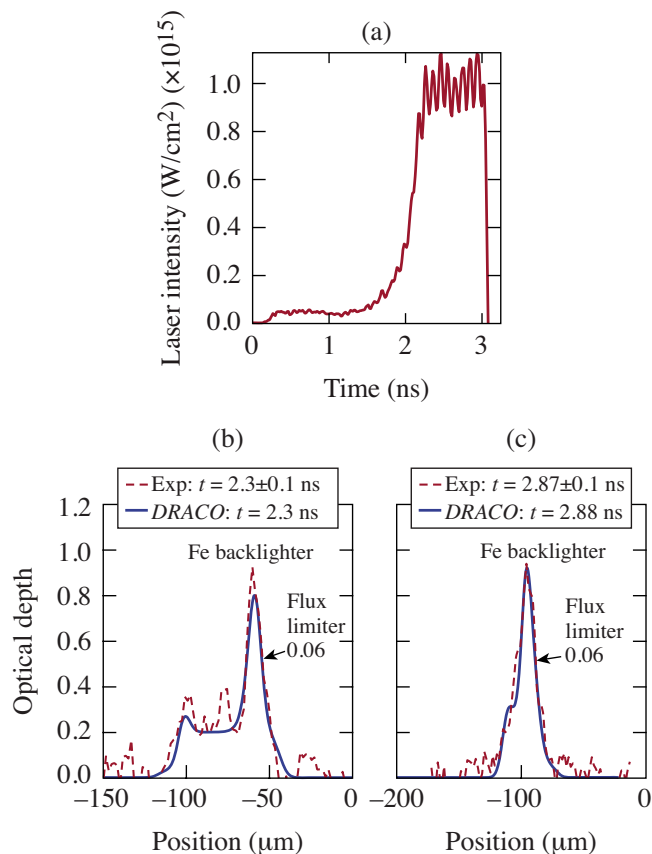 (a)
Laser intensity (W/cm²) (×10¹⁵)
1.0
0.8
0.6
0.4
0.2
0.0
0 1 2 3
Time (ns)
(b)
Exp: t = 2.3±0.1 ns
DRACO: t = 2.3 ns
Fe backlighter
Flux
limiter
0.06
Optical depth
1.2
1.0
0.8
0.6
0.4
0.2
0.0
−150 −100 −50 0
Position (μm)
(c)
Exp: t = 2.87±0.1 ns
DRACO: t = 2.88 ns
Fe backlighter
Flux
limiter
0.06
−200 −100 0
Position (μm)